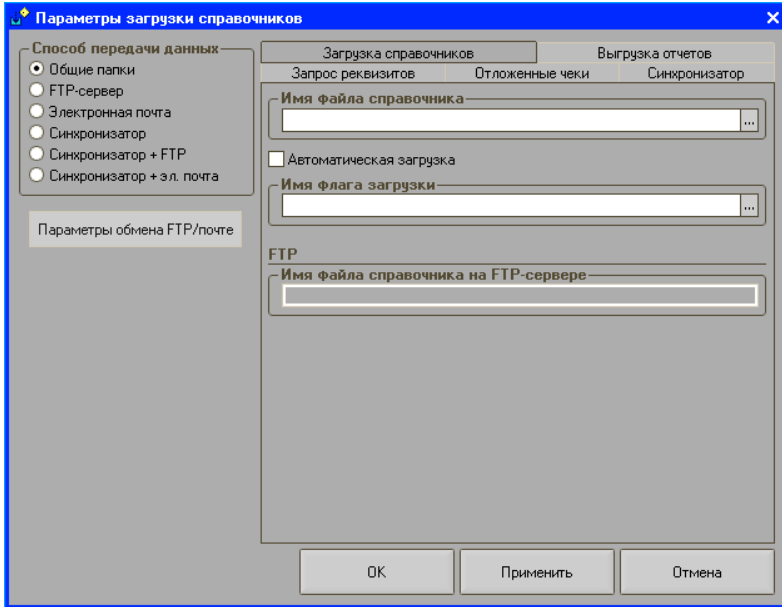 Параметры загрузки справочников
Способ передачи данных
Общие папки
FTP-сервер
Электронная почта
Синхронизатор
Синхронизатор + FTP
Синхронизатор + эл. почта
Параметры обмена FTP/почте
Загрузка справочников
Выгрузка отчетов
Запрос реквизитов
Отложенные чеки
Синхронизатор
Имя файла справочника
...
Автоматическая загрузка
Имя флага загрузки
...
FTP
Имя файла справочника на FTP-сервере
OK
Применить
Отмена